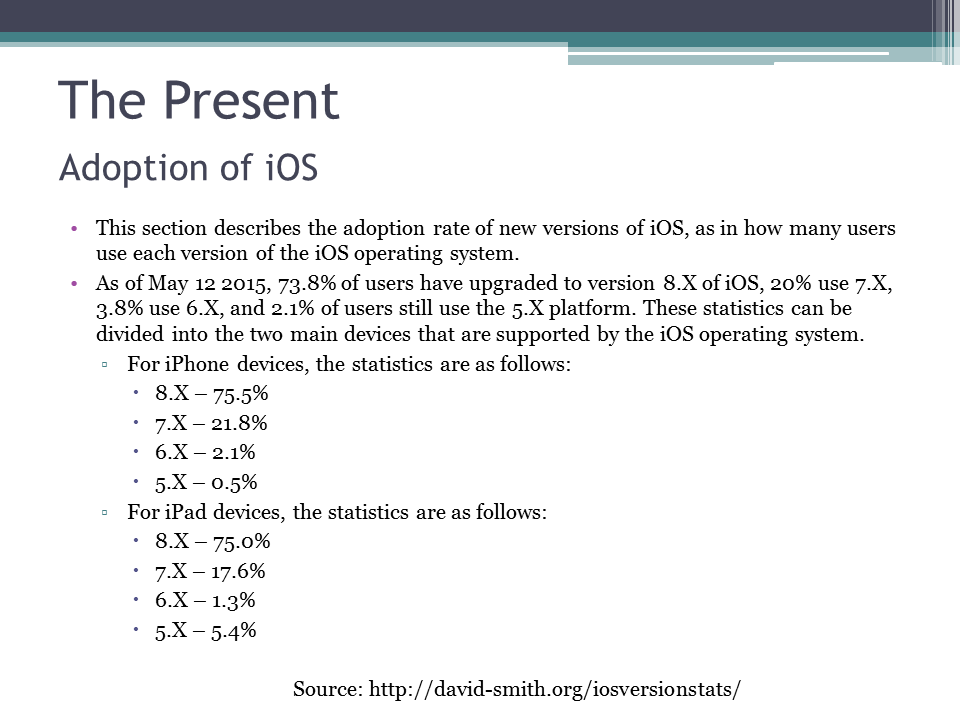 The Present
Adoption of iOS
• This section describes the adoption rate of new versions of iOS, as in how many users
use each version of the iOS operating system.
• As of May 12 2015, 73.8% of users have upgraded to version 8.X of iOS, 20% use 7.X,
3.8% use 6.X, and 2.1% of users still use the 5.X platform. These statistics can be
divided into the two main devices that are supported by the iOS operating system.
▫ For iPhone devices, the statistics are as follows:
▪ 8.X – 75.5%
▪ 7.X – 21.8%
▪ 6.X – 2.1%
▪ 5.X – 0.5%
▫ For iPad devices, the statistics are as follows:
▪ 8.X – 75.0%
▪ 7.X – 17.6%
▪ 6.X – 1.3%
▪ 5.X – 5.4%
Source: http://david-smith.org/iosversionstats/